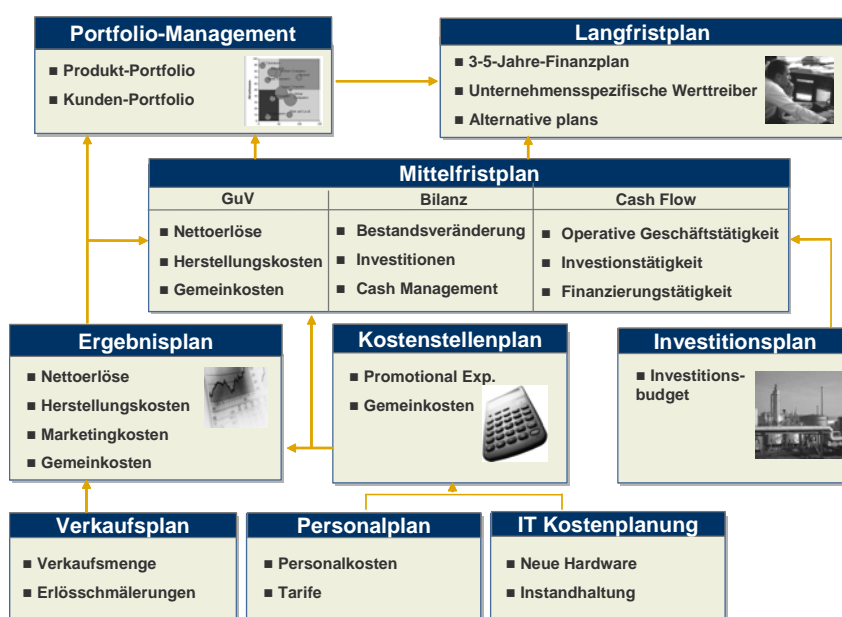 Portfolio-Management
■ Produkt-Portfolio
■ Kunden-Portfolio
Langfristplan
■ 3-5-Jahre-Finanzplan
■ Unternehmensspezifische Werttreiber
■ Alternative plans
Mittelfristplan
GuV
■ Nettoerlöse
■ Herstellungskosten
■ Gemeinkosten
Bilanz
■ Bestandsveränderung
■ Investitionen
■ Cash Management
Cash Flow
■ Operative Geschäftstätigkeit
■ Investionstätigkeit
■ Finanzierungstätigkeit
Ergebnisplan
■ Nettoerlöse
■ Herstellungskosten
■ Marketingkosten
■ Gemeinkosten
Kostenstellenplan
■ Promotional Exp.
■ Gemeinkosten
Investitionsplan
■ Investitions-
budget
Verkaufsplan
■ Verkaufsmenge
■ Erlösschmälerungen
Personalplan
■ Personalkosten
■ Tarife
IT Kostenplanung
■ Neue Hardware
■ Instandhaltung